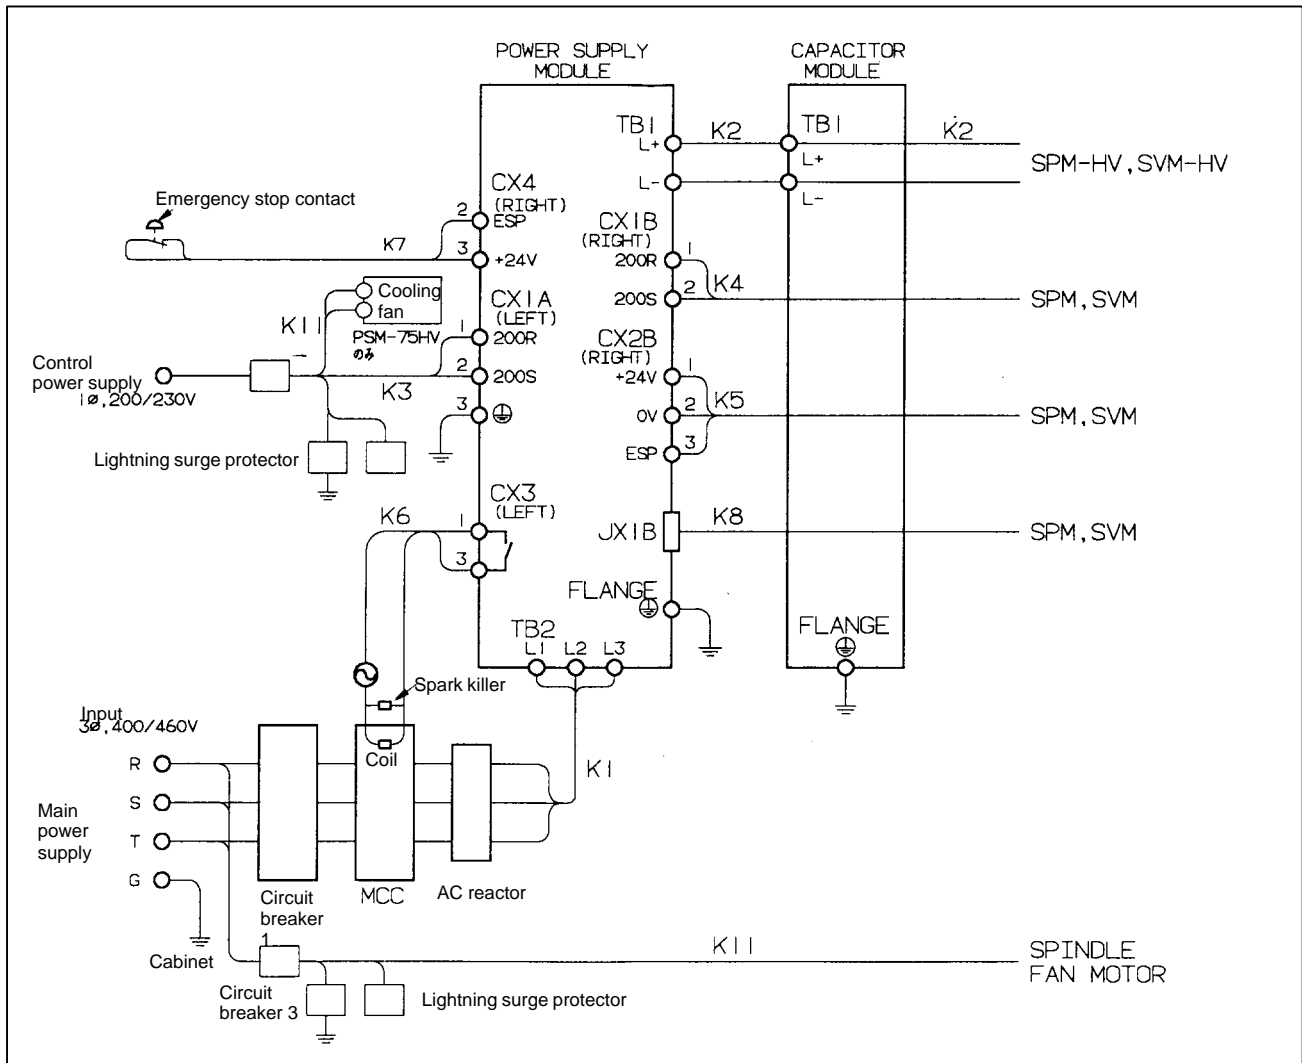 POWER SUPPLY
MODULE
CAPACITOR
MODULE
TB1
L+
K2
TB1
L+
K2
SPM-HV, SVM-HV
L-
L-
Emergency stop contact
CX4
(RIGHT)
2
ESP
K7
3
+24V
CX1B
(RIGHT)
1
200R
2
200S
K4
SPM, SVM
Cooling
fan
K11
PSM-75HV
のみ
CX1A
(LEFT)
1
200R
2
200S
3
K3
Control
power supply
1ø, 200/230V
CX2B
(RIGHT)
1
+24V
2
0V
K5
SPM, SVM
3
ESP
Lightning surge protector
CX3
(LEFT)
K6
1
3
JX1B
K8
SPM, SVM
FLANGE
FLANGE
TB2
L1 L2 L3
Spark killer
Input
3ø, 400/460V
Coil
K1
R
S
T
G
Main
power
supply
Circuit
breaker
1
MCC
AC reactor
Cabinet
K11
SPINDLE
FAN MOTOR
Circuit
breaker 3
Lightning surge protector